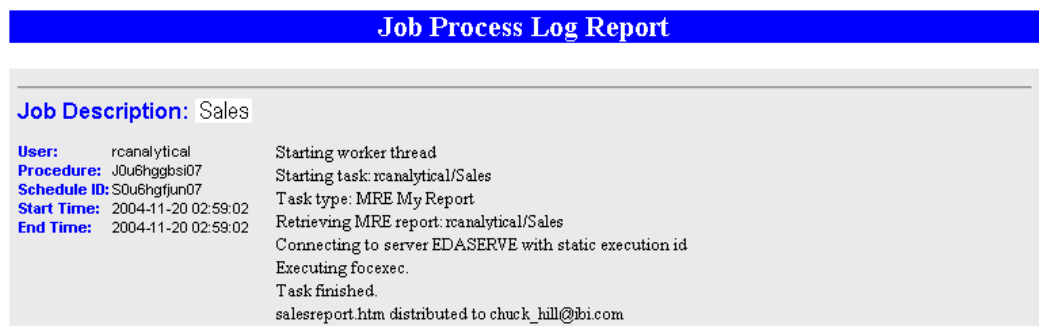 Job Process Log Report
Job Description: Sales
User: rcanalytical
Procedure: J0u6hggbsi07
Schedule ID: S0u6hgfjun07
Start Time: 2004-11-20 02:59:02
End Time: 2004-11-20 02:59:02
Starting worker thread
Starting task: rcanalytical/Sales
Task type: MRE My Report
Retrieving MRE report: rcanalytical/Sales
Connecting to server EDASERVE with static execution id
Executing focexec.
Task finished.
salesreport.htm distributed to chuck_hill@ibi.com